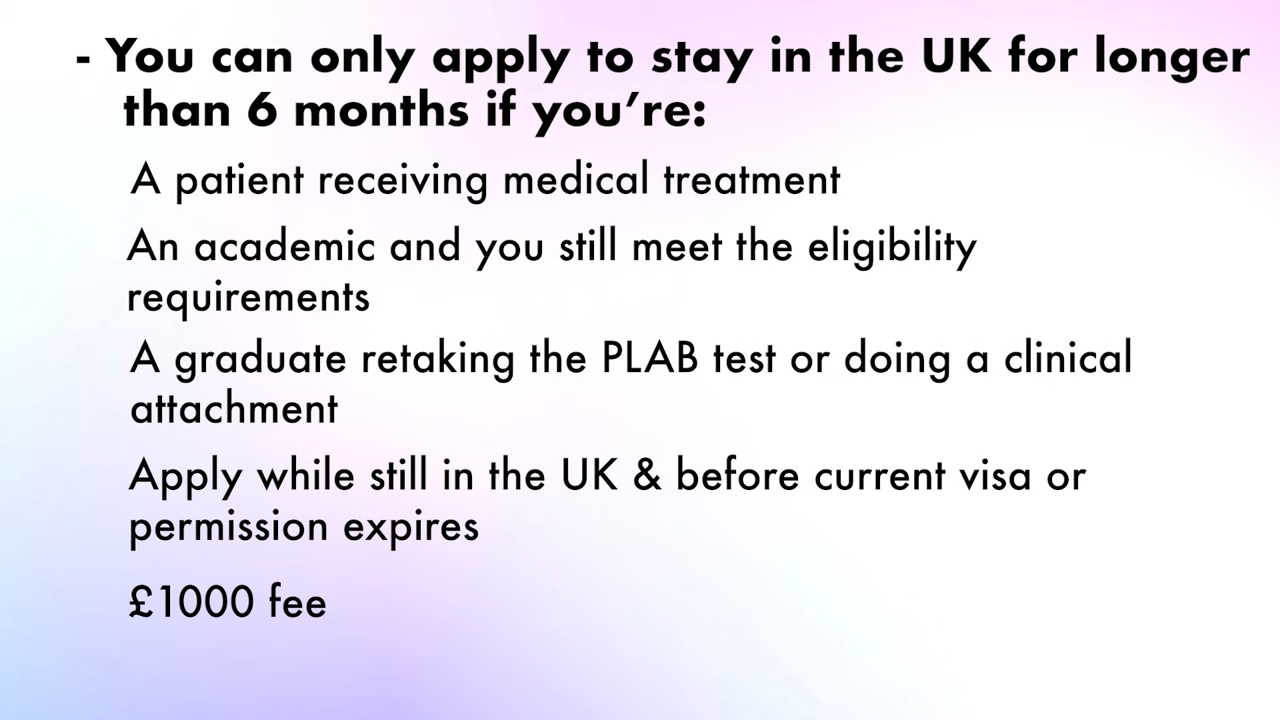 - You can only apply to stay in the UK for longer
than 6 months if you’re:
A patient receiving medical treatment
An academic and you still meet the eligibility
requirements
A graduate retaking the PLAB test or doing a clinical
attachment
Apply while still in the UK & before current visa or
permission expires
£1000 fee